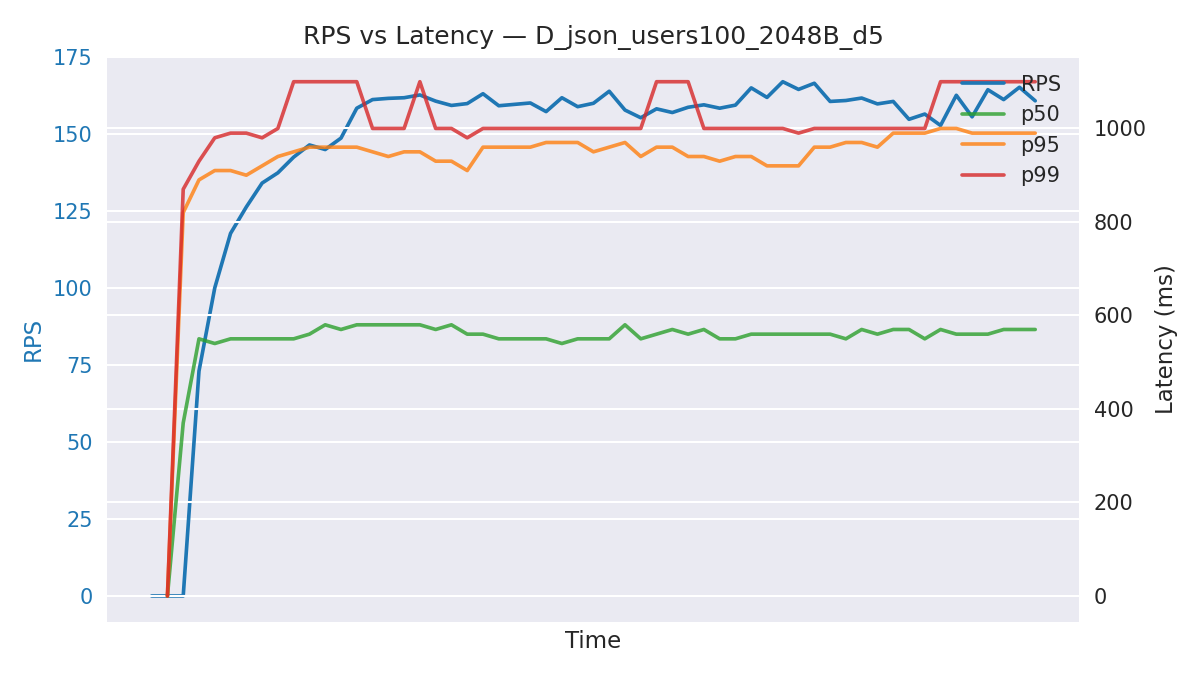 RPS vs Latency — D_json_users100_2048B_d5
175
150
125
100
75
50
25
0
RPS
1000
800
600
400
200
0
Latency (ms)
RPS
p50
p95
p99
Time